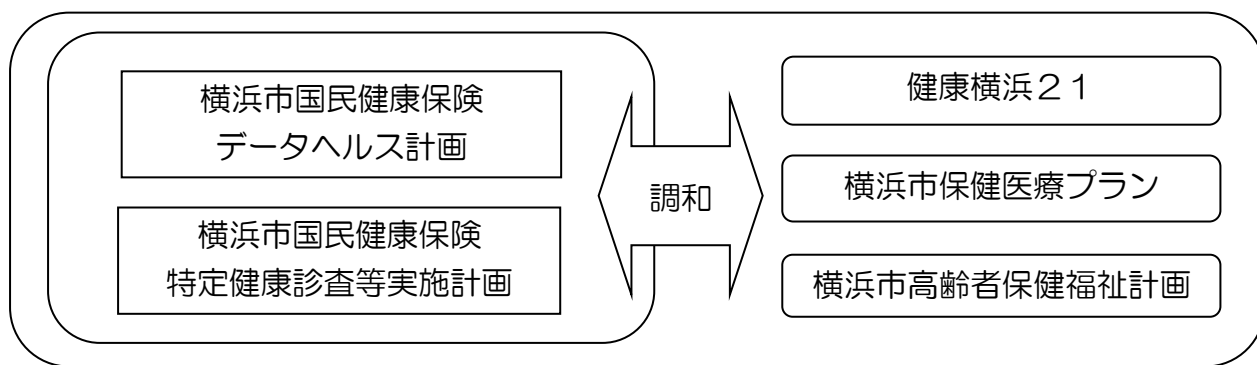 横浜市国民健康保険
データヘルス計画
横浜市国民健康保険
特定健康診査等実施計画
調和
健康横浜２１
横浜市保健医療プラン
横浜市高齢者保健福祉計画